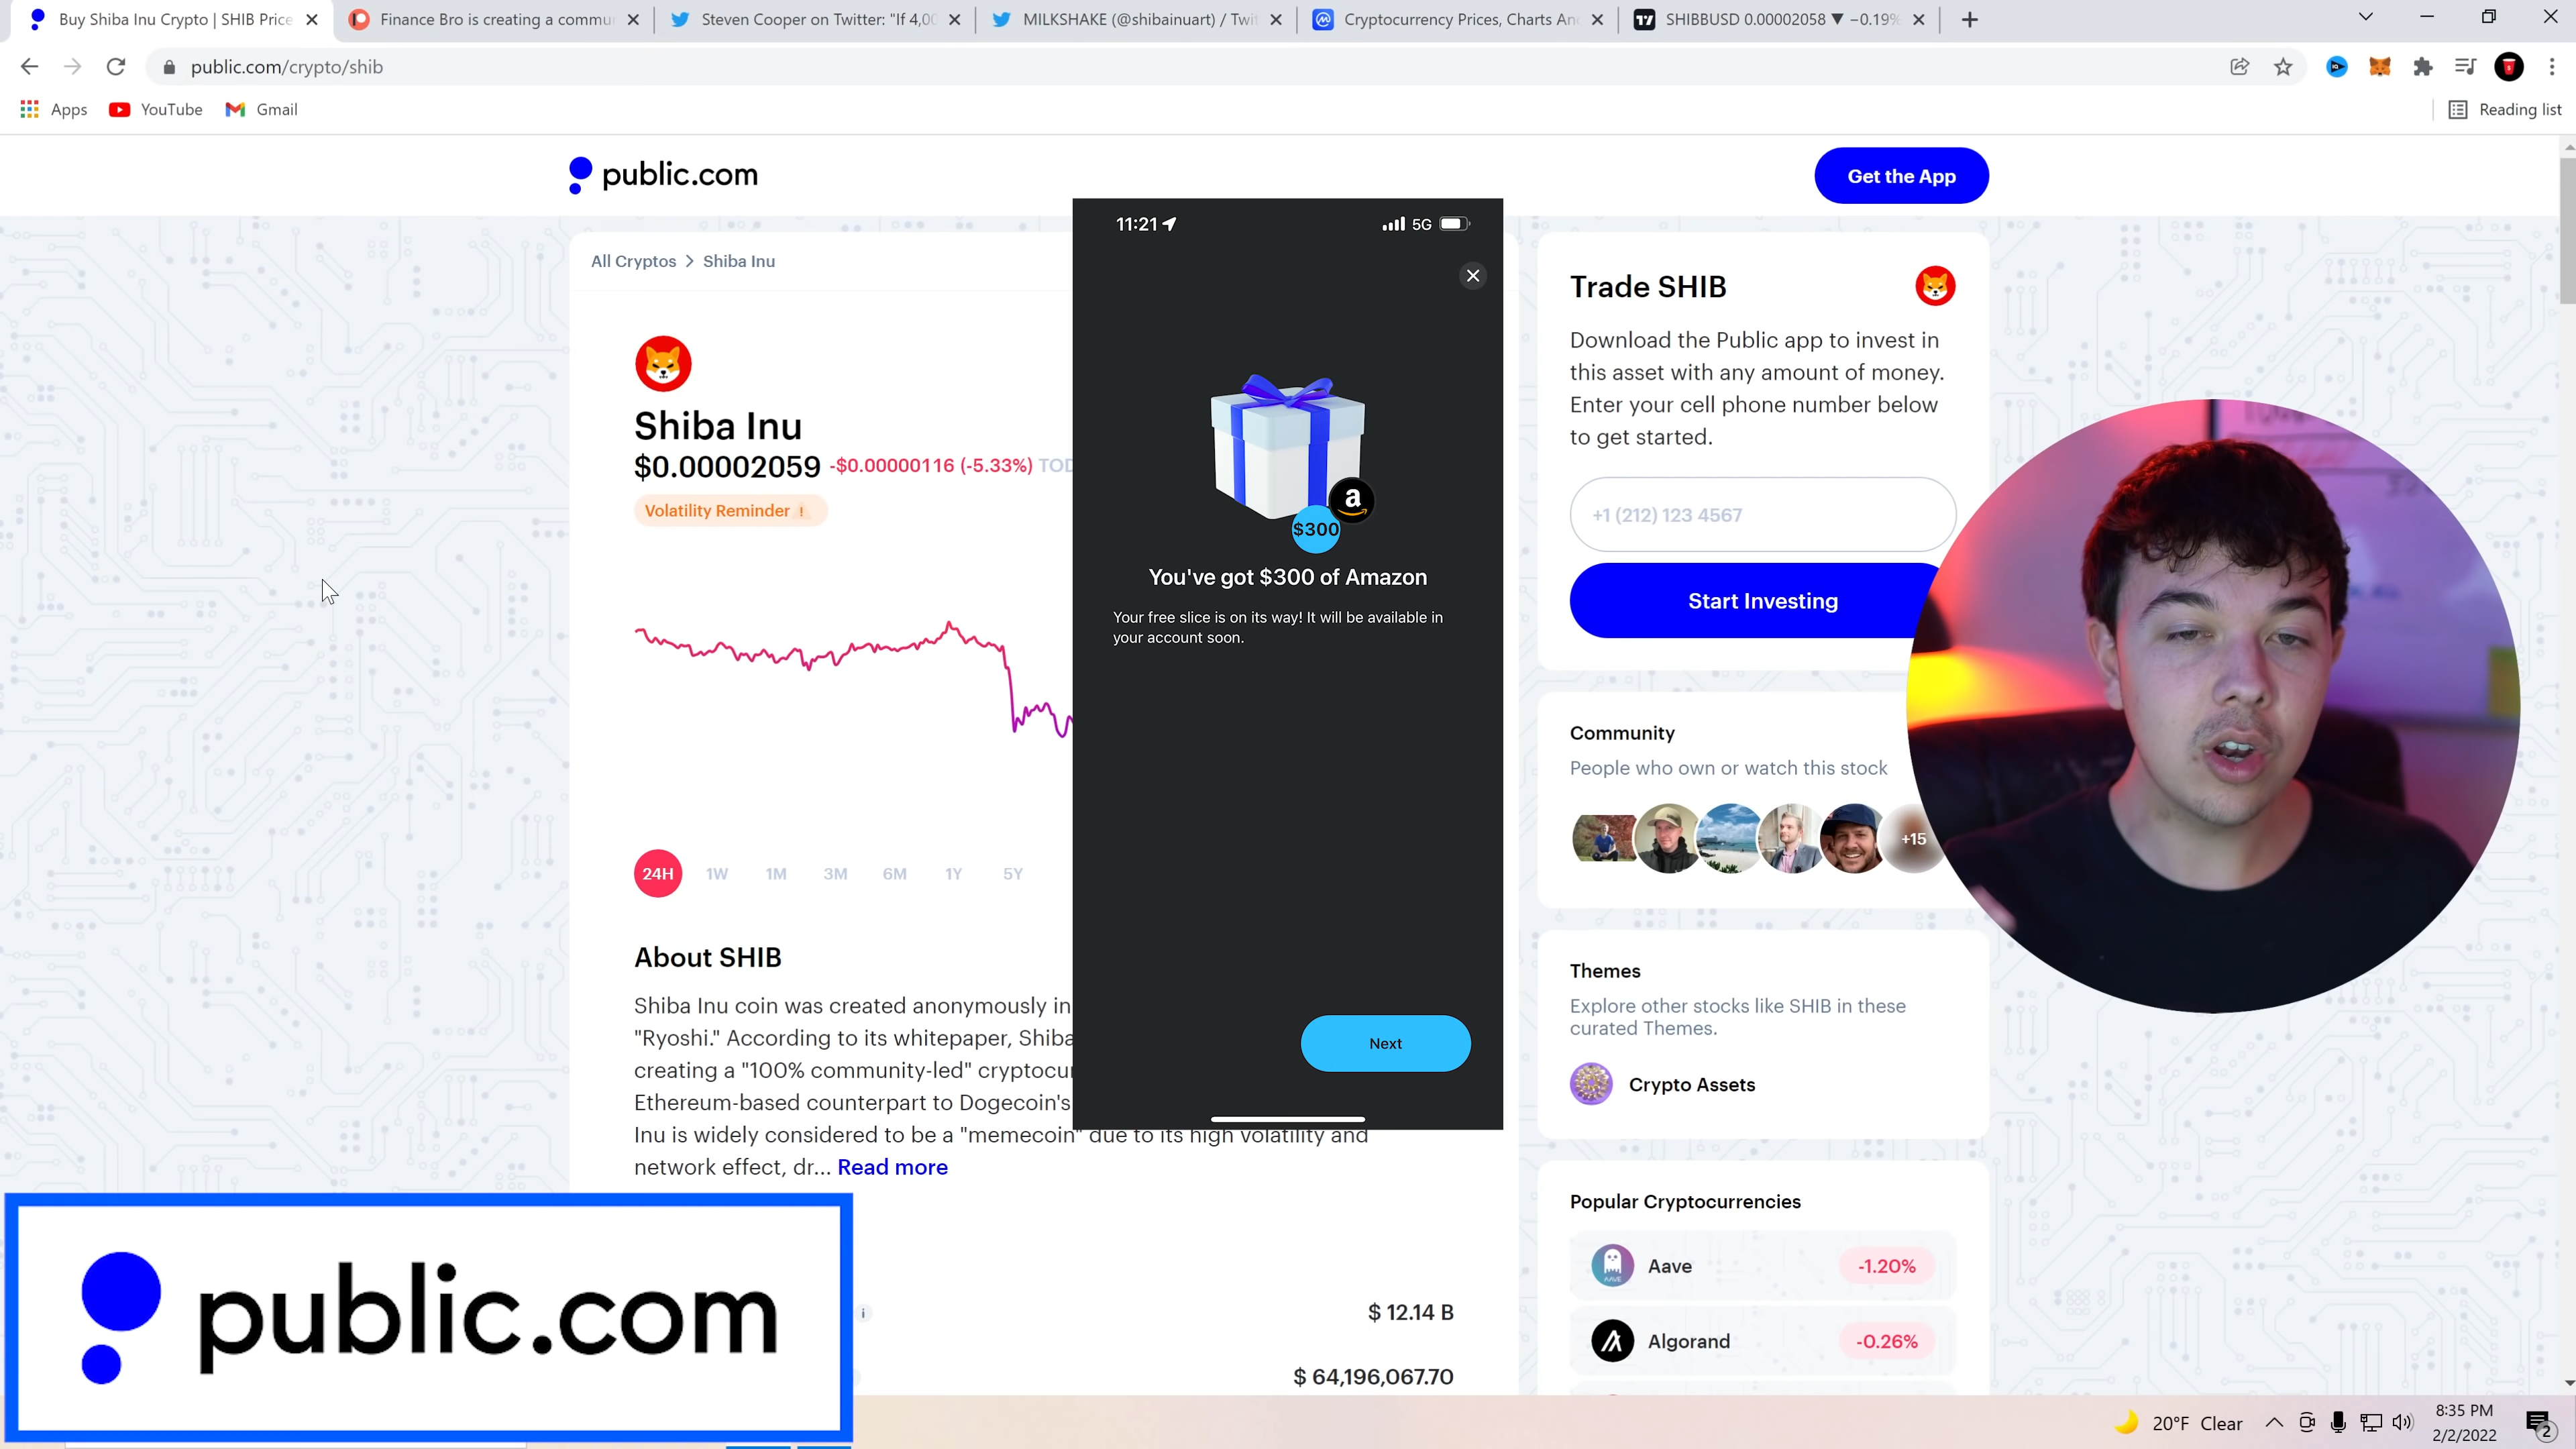 Buy Shiba Inu Crypto | SHIB Price
Finance Bro is creating a commu
Steven Cooper on Twitter: "If 4,00
MILKSHAKE (@shibainuart) / Twit
Cryptocurrency Prices, Charts An
SHIBBUSD 0.00002058 ▼ −0.19%
public.com/crypto/shib
Apps
YouTube
Gmail
Reading list
public.com
Get the App
All Cryptos > Shiba Inu
Shiba Inu
$0.00002059 -$0.00000116 (-5.33%) TOD
Volatility Reminder !
24H 1W 1M 3M 6M 1Y 5Y
About SHIB
Shiba Inu coin was created anonymously in
"Ryoshi." According to its whitepaper, Shiba
creating a "100% community-led" cryptocur
Ethereum-based counterpart to Dogecoin's
Inu is widely considered to be a "memecoin" due to its high volatility and
network effect, dr... Read more
$ 12.14 B
$ 64,196,067.70
11:21
5G
a
$300
You've got $300 of Amazon
Your free slice is on its way! It will be available in
your account soon.
Next
Trade SHIB
Download the Public app to invest in
this asset with any amount of money.
Enter your cell phone number below
to get started.
+1 (212) 123 4567
Start Investing
Community
People who own or watch this stock
+15
Themes
Explore other stocks like SHIB in these
curated Themes.
Crypto Assets
Popular Cryptocurrencies
AAVE
Aave
-1.20%
Algorand
-0.26%
public.com
20°F Clear
8:35 PM
2/2/2022
2